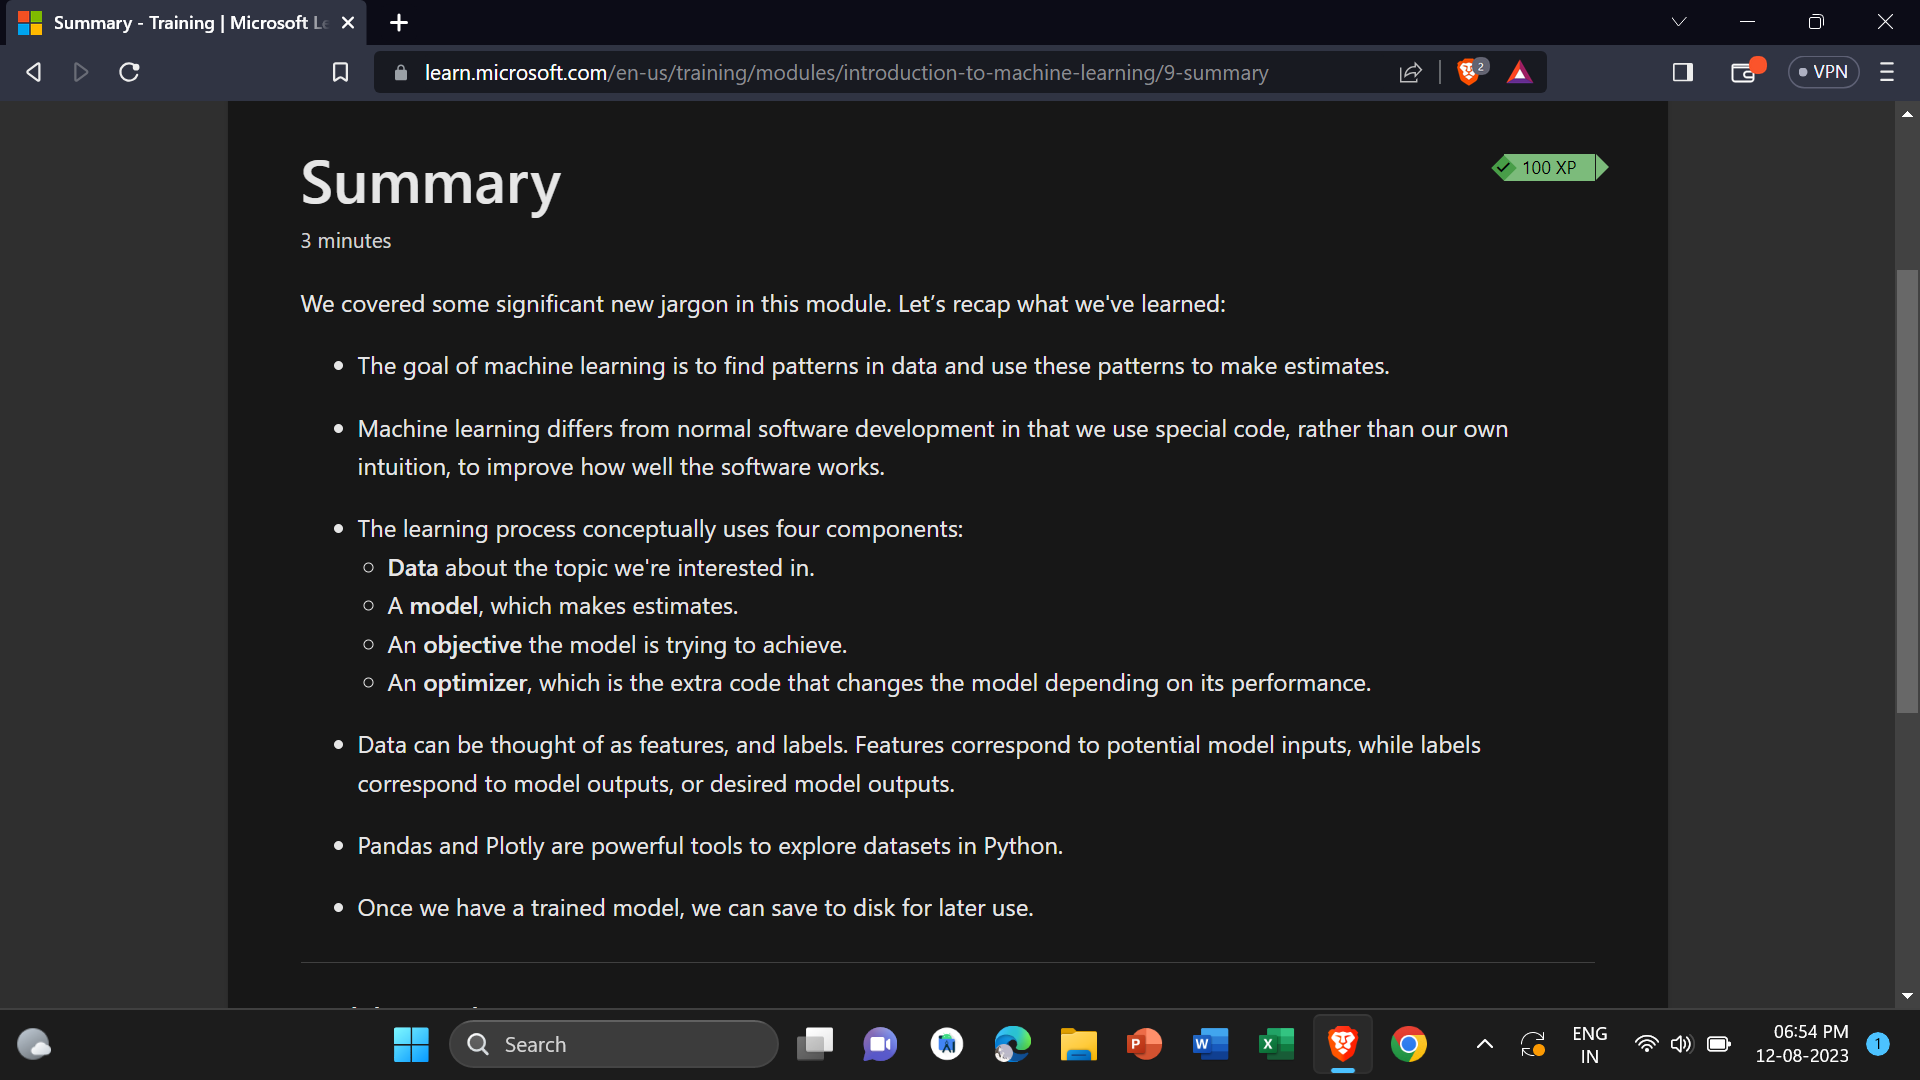 Summary - Training | Microsoft Le
learn.microsoft.com/en-us/training/modules/introduction-to-machine-learning/9-summary
2
VPN
Summary
100 XP
3 minutes
We covered some significant new jargon in this module. Let’s recap what we've learned:
The goal of machine learning is to find patterns in data and use these patterns to make estimates.
Machine learning differs from normal software development in that we use special code, rather than our own
intuition, to improve how well the software works.
The learning process conceptually uses four components:
Data about the topic we're interested in.
A model, which makes estimates.
An objective the model is trying to achieve.
An optimizer, which is the extra code that changes the model depending on its performance.
Data can be thought of as features, and labels. Features correspond to potential model inputs, while labels
correspond to model outputs, or desired model outputs.
Pandas and Plotly are powerful tools to explore datasets in Python.
Once we have a trained model, we can save to disk for later use.
Search
AI
P
W
X
ENG
IN
06:54 PM
12-08-2023
1